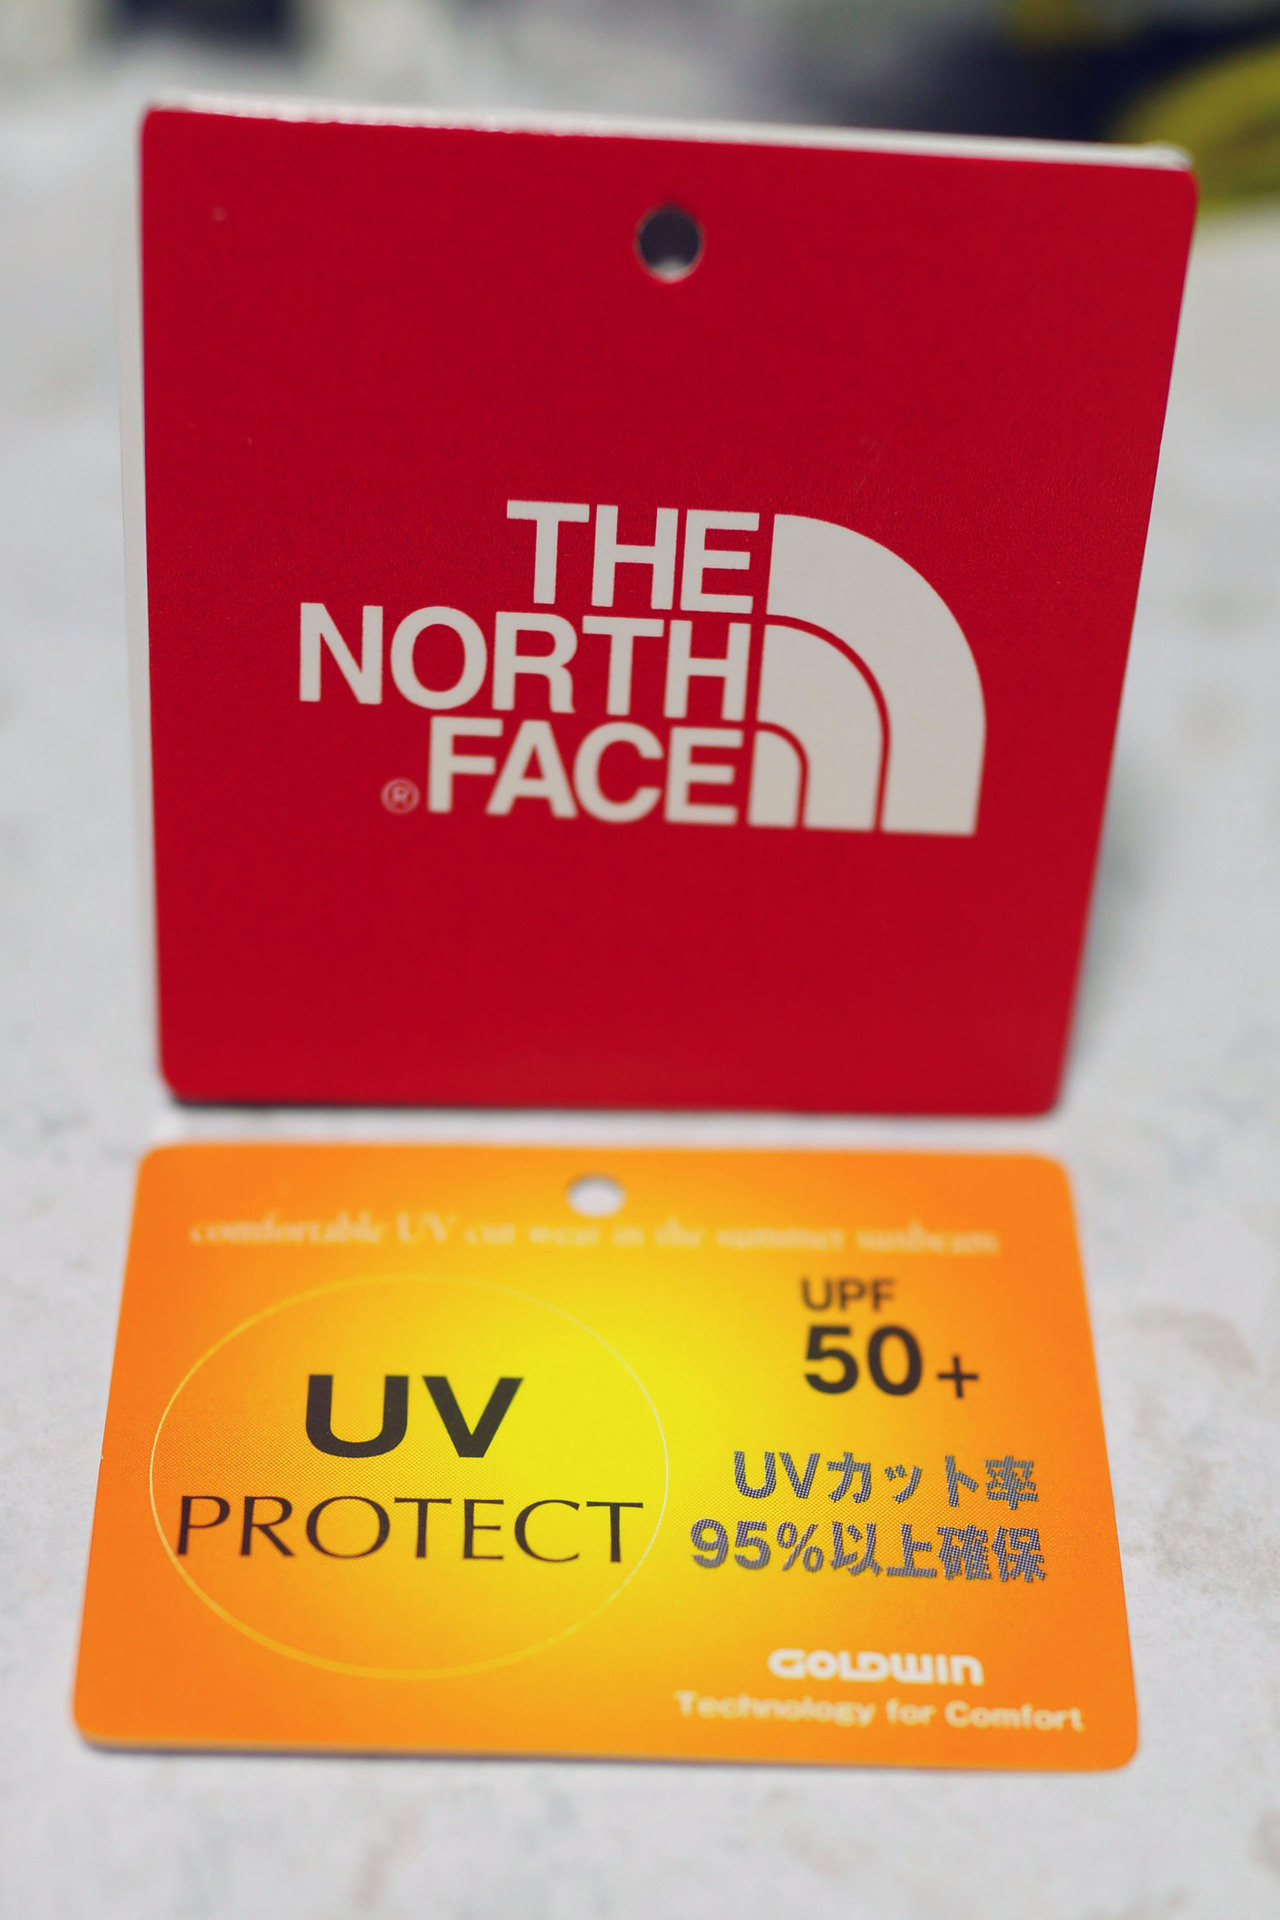 THE
NORTH
FACE
®
comfortable UV cut wear in the summer sunbeam
UV
PROTECT
UPF
50+
UVカット率
95%以上確保
GOLDWIN
Technology for Comfort